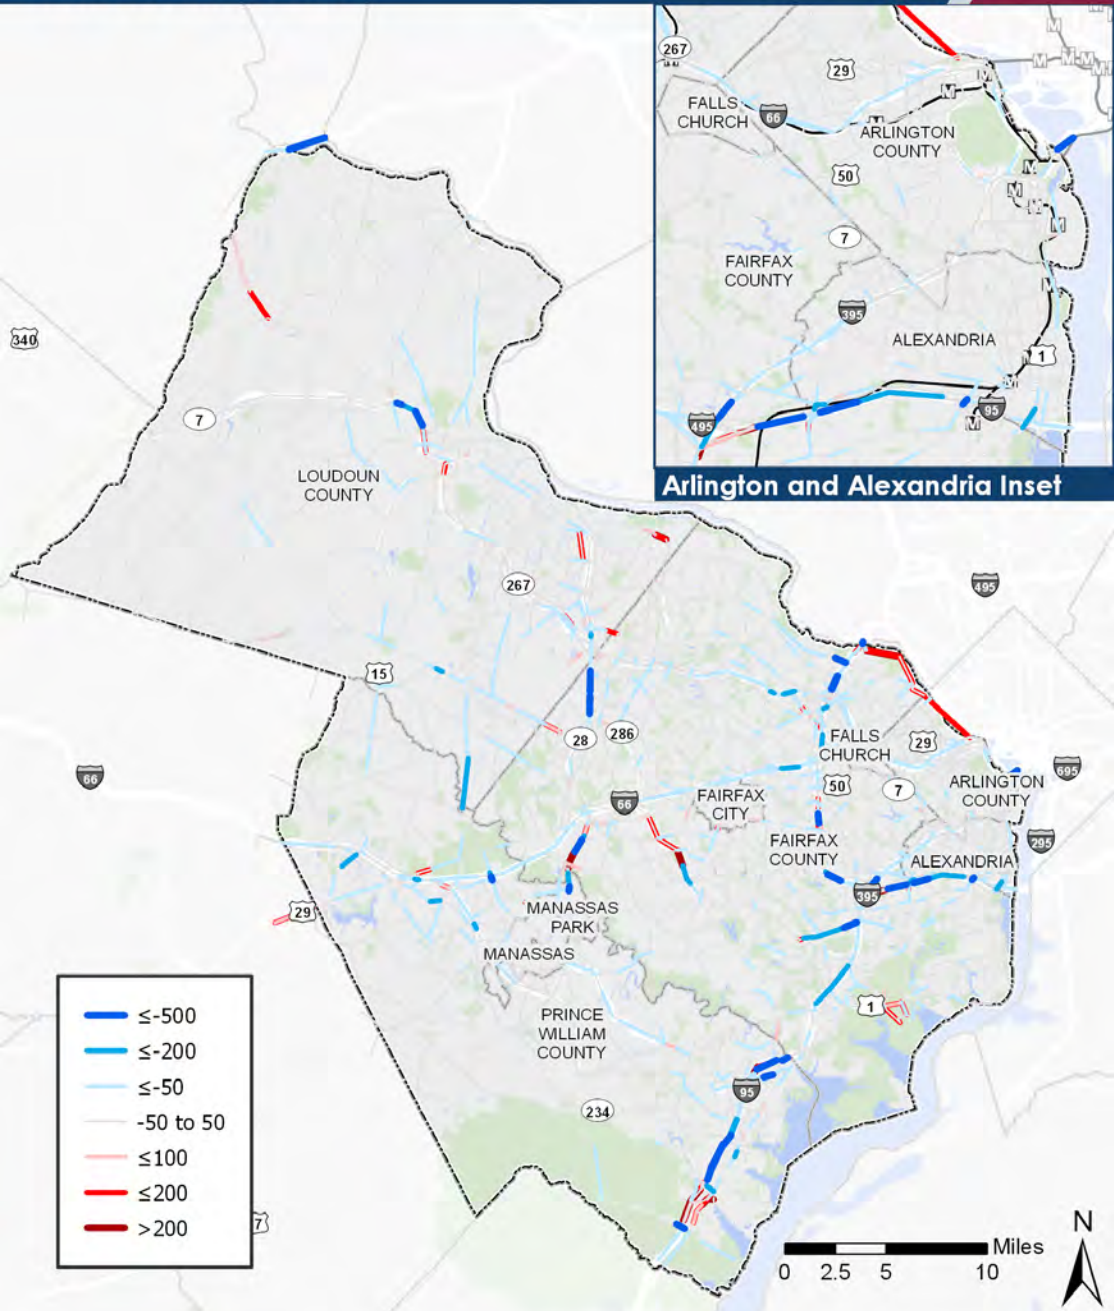 267
29
FALLS
CHURCH
66
ARLINGTON
COUNTY
50
7
FAIRFAX
COUNTY
395
ALEXANDRIA
1
495
95
M
M
M
M
M
M
M
M
M
M
M
M
Arlington and Alexandria Inset
340
7
LOUDOUN
COUNTY
267
495
15
28
286
FALLS
CHURCH
29
66
50
7
ARLINGTON
COUNTY
695
66
FAIRFAX
CITY
FAIRFAX
COUNTY
ALEXANDRIA
295
395
29
MANASSAS
PARK
MANASSAS
1
PRINCE
WILLIAM
COUNTY
95
234
≤-500
≤-200
≤-50
-50 to 50
≤100
≤200
>200
7
N
Miles
0 2.5 5 10